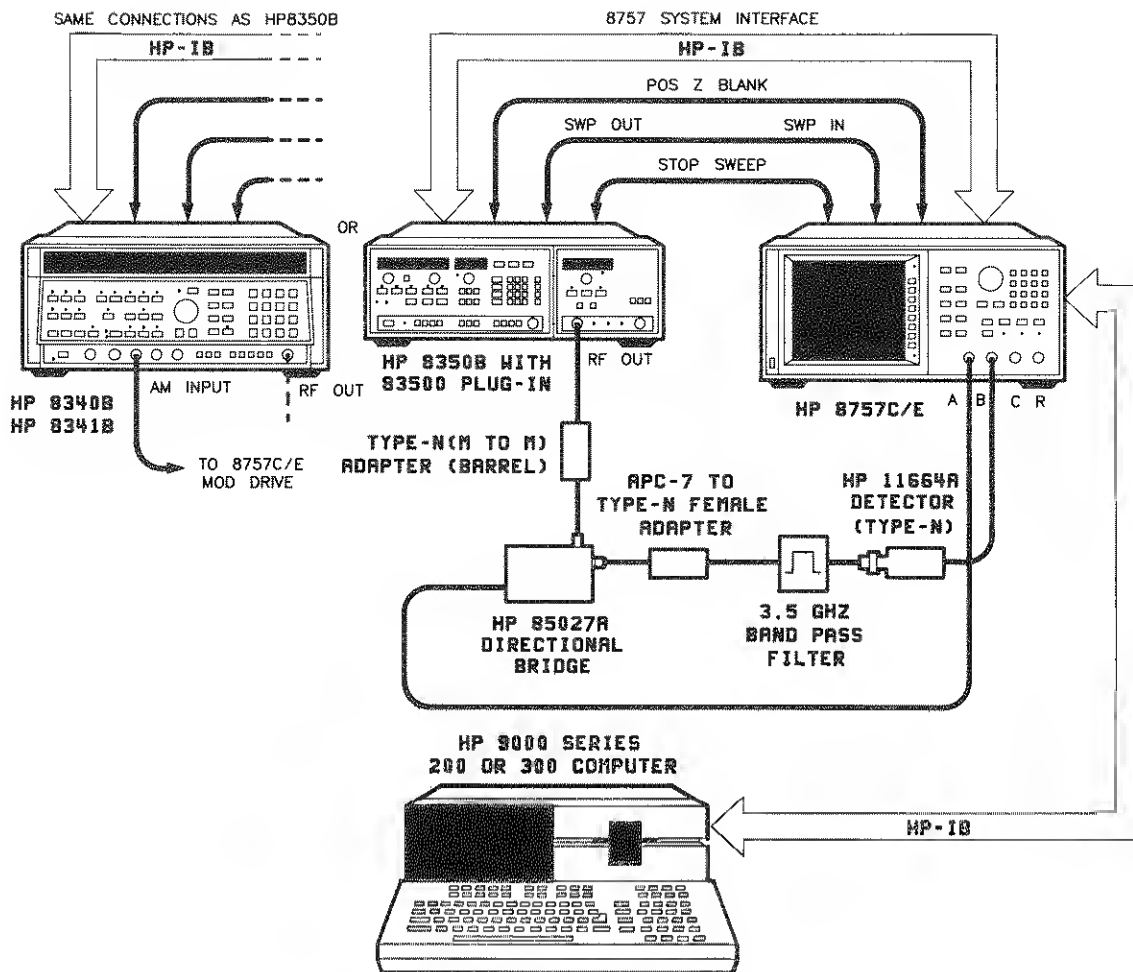 SAME CONNECTIONS AS HP8350B
HP-IB
8757 SYSTEM INTERFACE
HP-IB
POS Z BLANK
SWP OUT
SWP IN
STOP SWEEP
OR
AM INPUT
RF OUT
HP 8340B
HP 8341B
TO 8757C/E
MOD DRIVE
RF OUT
HP 8350B WITH
83500 PLUG-IN
HP 8757C/E
A B C R
TYPE-N(M TO M)
ADAPTER (BARREL)
APC-7 TO
TYPE-N FEMALE
ADAPTER
HP 11664A
DETECTOR
(TYPE-N)
HP 85027A
DIRECTIONAL
BRIDGE
3.5 GHZ
BAND PASS
FILTER
HP 9000 SERIES
200 OR 300 COMPUTER
HP-IB